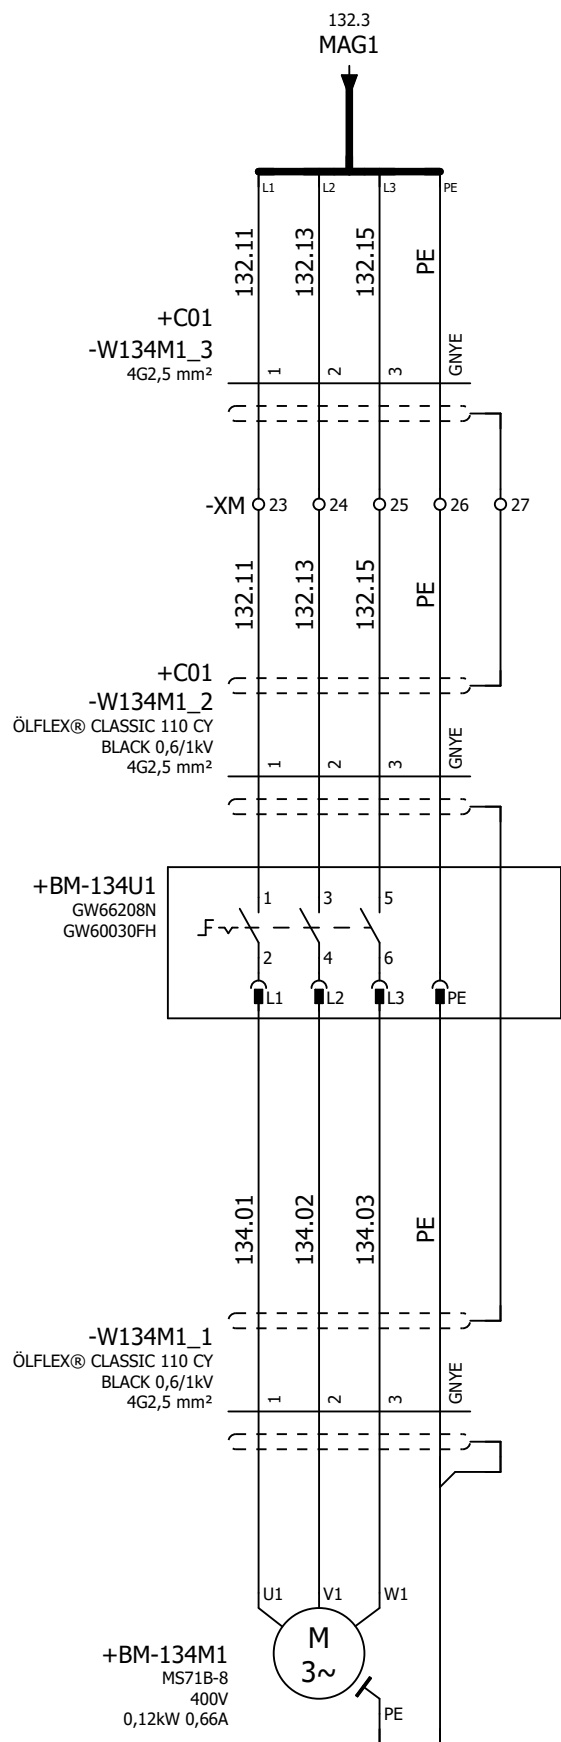 132.3
MAG1
L1 L2 L3 PE
132.11 132.13 132.15 PE
+C01
-W134M1_3
4G2,5 mm²
1 2 3 GNYE
-XM 23 24 25 26 27
132.11 132.13 132.15 PE
+C01
-W134M1_2
ÖLFLEX® CLASSIC 110 CY
BLACK 0,6/1kV
4G2,5 mm²
1 2 3 GNYE
+BM-134U1
GW66208N
GW60030FH
1 3 5
2 4 6
L1 L2 L3 PE
134.01 134.02 134.03 PE
-W134M1_1
ÖLFLEX® CLASSIC 110 CY
BLACK 0,6/1kV
4G2,5 mm²
1 2 3 GNYE
U1 V1 W1
M
3~
+BM-134M1
MS71B-8
400V
0,12kW 0,66A
PE